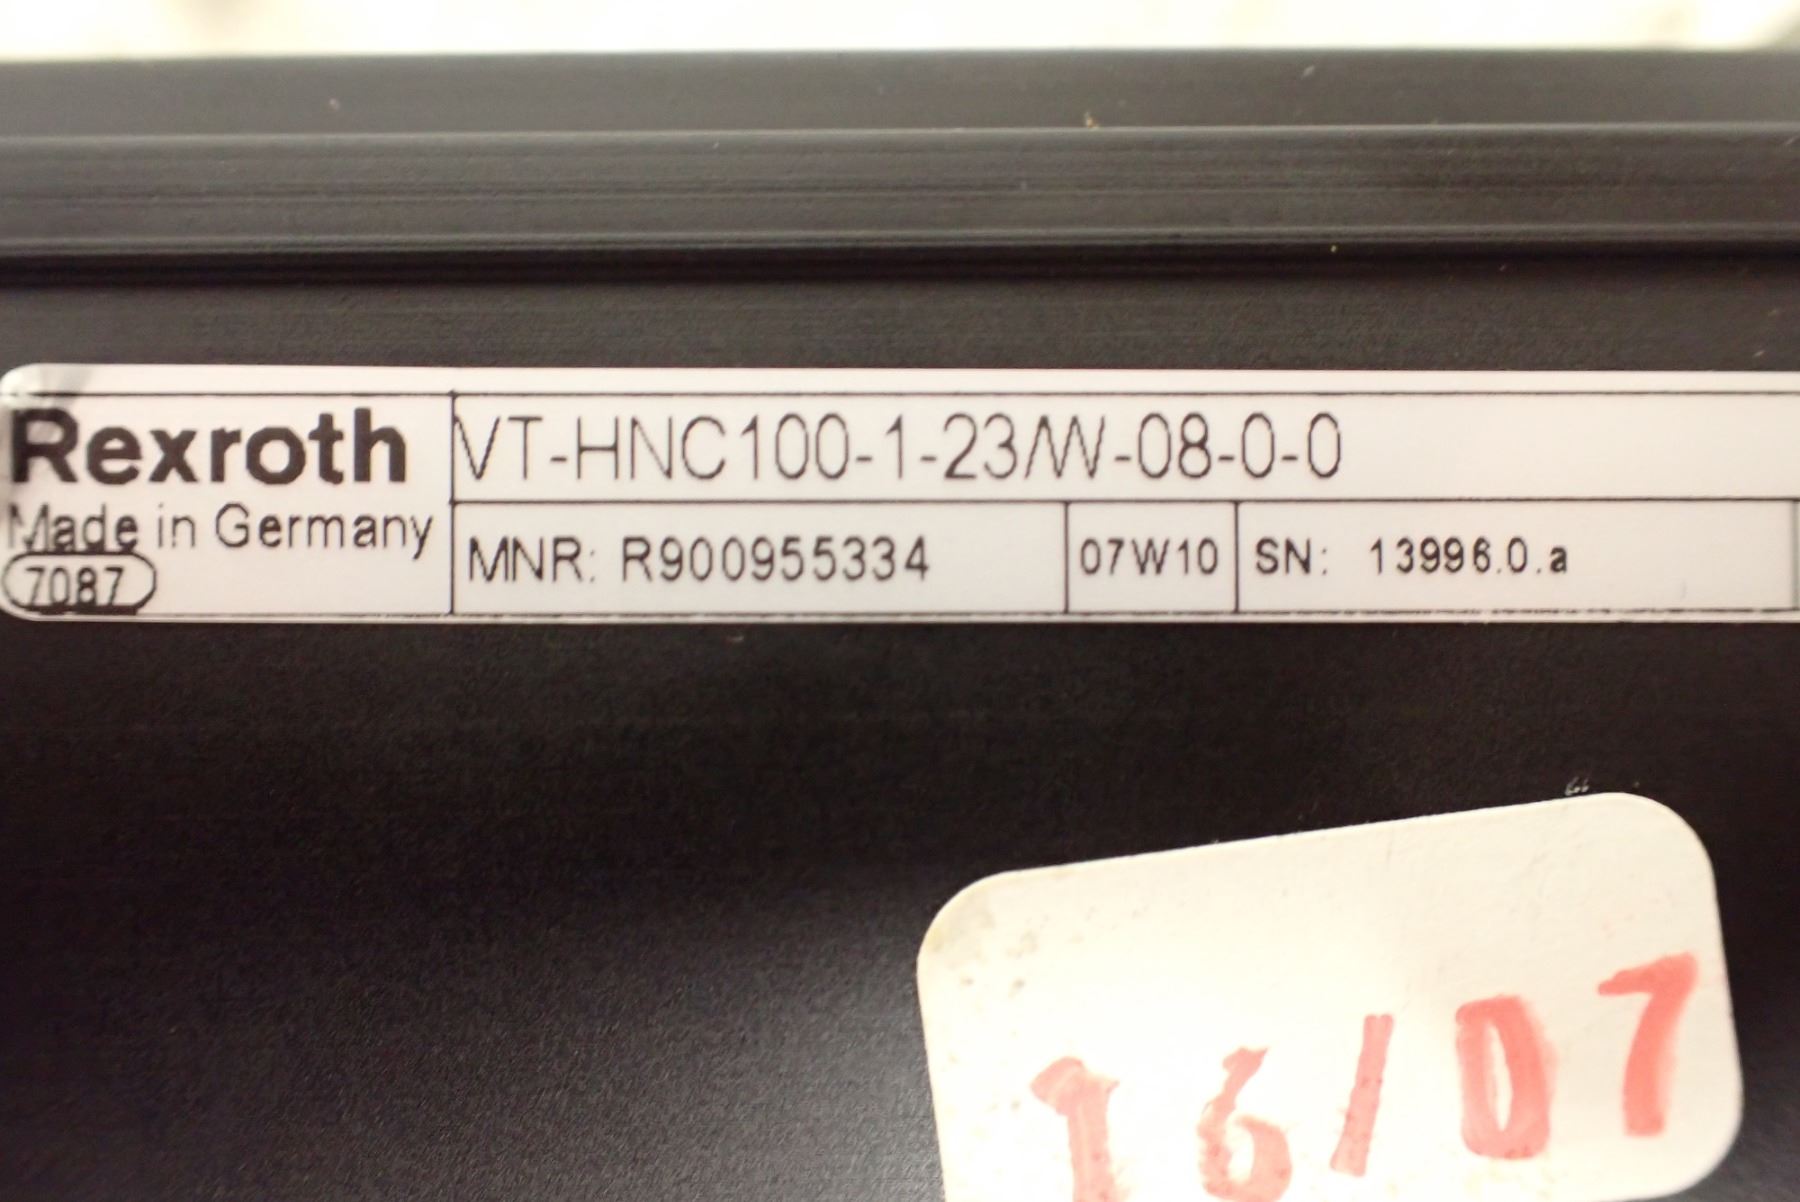 Rexroth
Made in Germany
7087
VT-HNC100-1-23/W-08-0-0
MNR: R900955334
07W10
SN: 13996.0.a
16/07